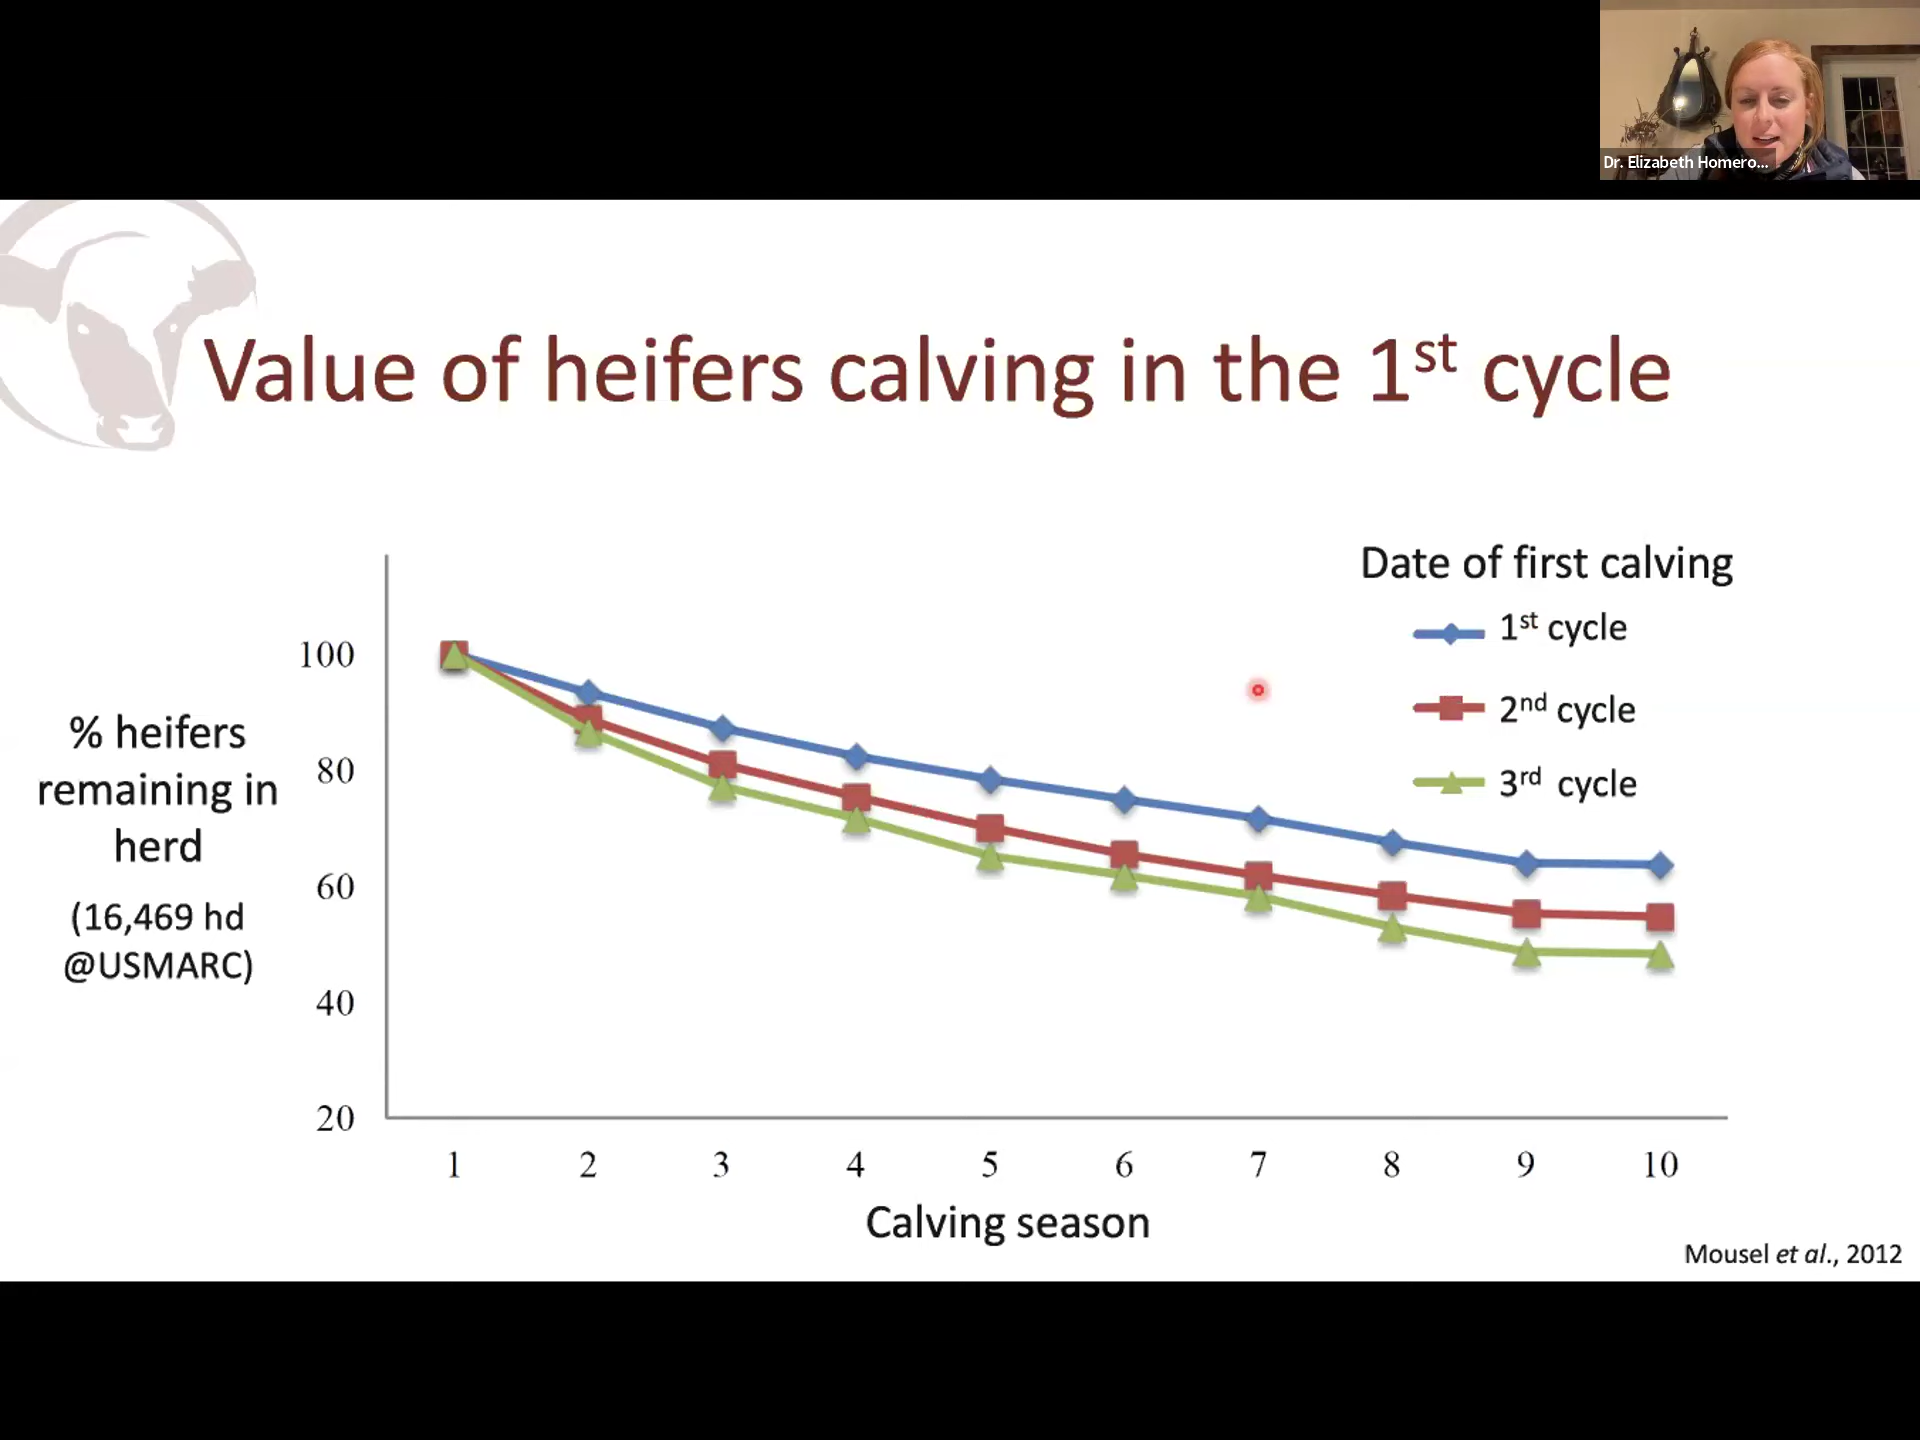 Dr. Elizabeth Homero...
Value of heifers calving in the 1st cycle
Date of first calving
1st cycle
2nd cycle
3rd cycle
% heifers
remaining in
herd
(16,469 hd
@USMARC)
100
80
60
40
20
1 2 3 4 5 6 7 8 9 10
Calving season
Mousel et al., 2012